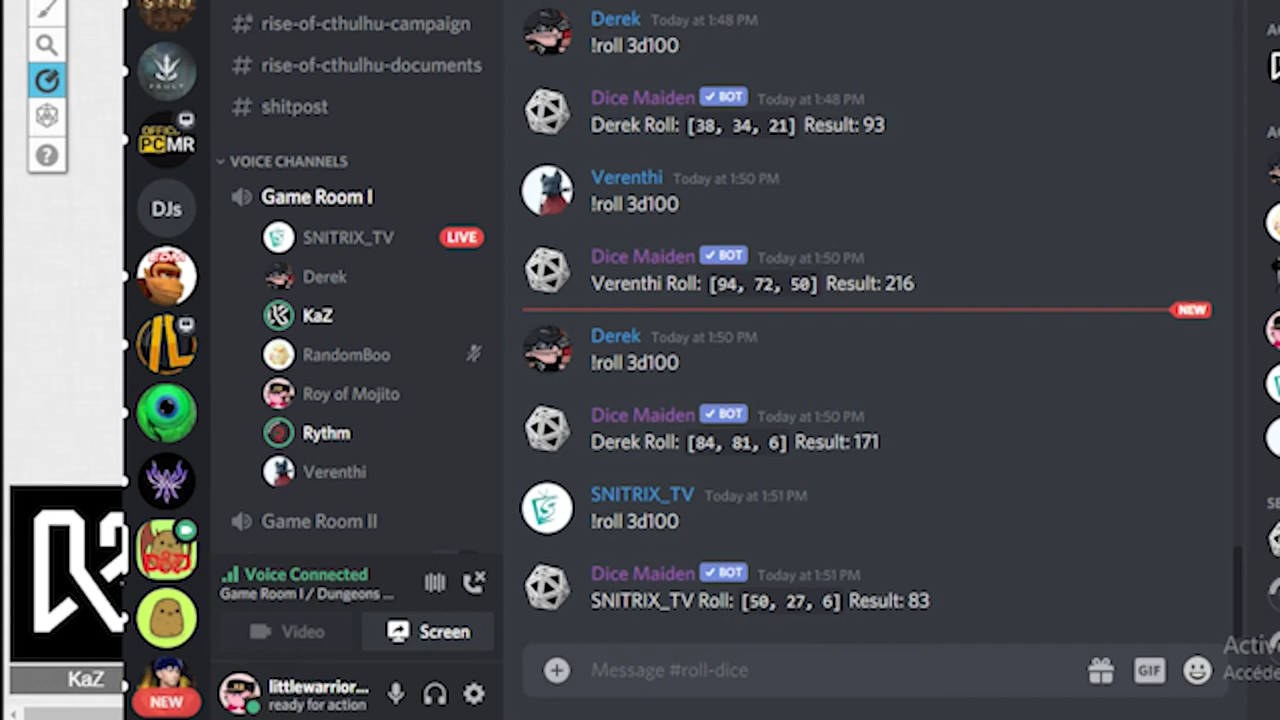 rise-of-cthulhu-campaign
rise-of-cthulhu-documents
shitpost
VOICE CHANNELS
Game Room I
SNITRIX_TV LIVE
Derek
KaZ
RandomBoo
Roy of Mojito
Rythm
Verenthi
Game Room II
Voice Connected
Game Room I / Dungeons ...
Video
Screen
littlewarrior...
ready for action
PCMR
DJs
NEW
KaZ
Derek Today at 1:48 PM
!roll 3d100
Dice Maiden BOT Today at 1:48 PM
Derek Roll: [38, 34, 21] Result: 93
Verenthi Today at 1:50 PM
!roll 3d100
Dice Maiden BOT Today at 1:50 PM
Verenthi Roll: [94, 72, 50] Result: 216
NEW
Derek Today at 1:50 PM
!roll 3d100
Dice Maiden BOT Today at 1:50 PM
Derek Roll: [84, 81, 6] Result: 171
SNITRIX_TV Today at 1:51 PM
!roll 3d100
Dice Maiden BOT Today at 1:51 PM
SNITRIX_TV Roll: [50, 27, 6] Result: 83
Message #roll-dice
GIF